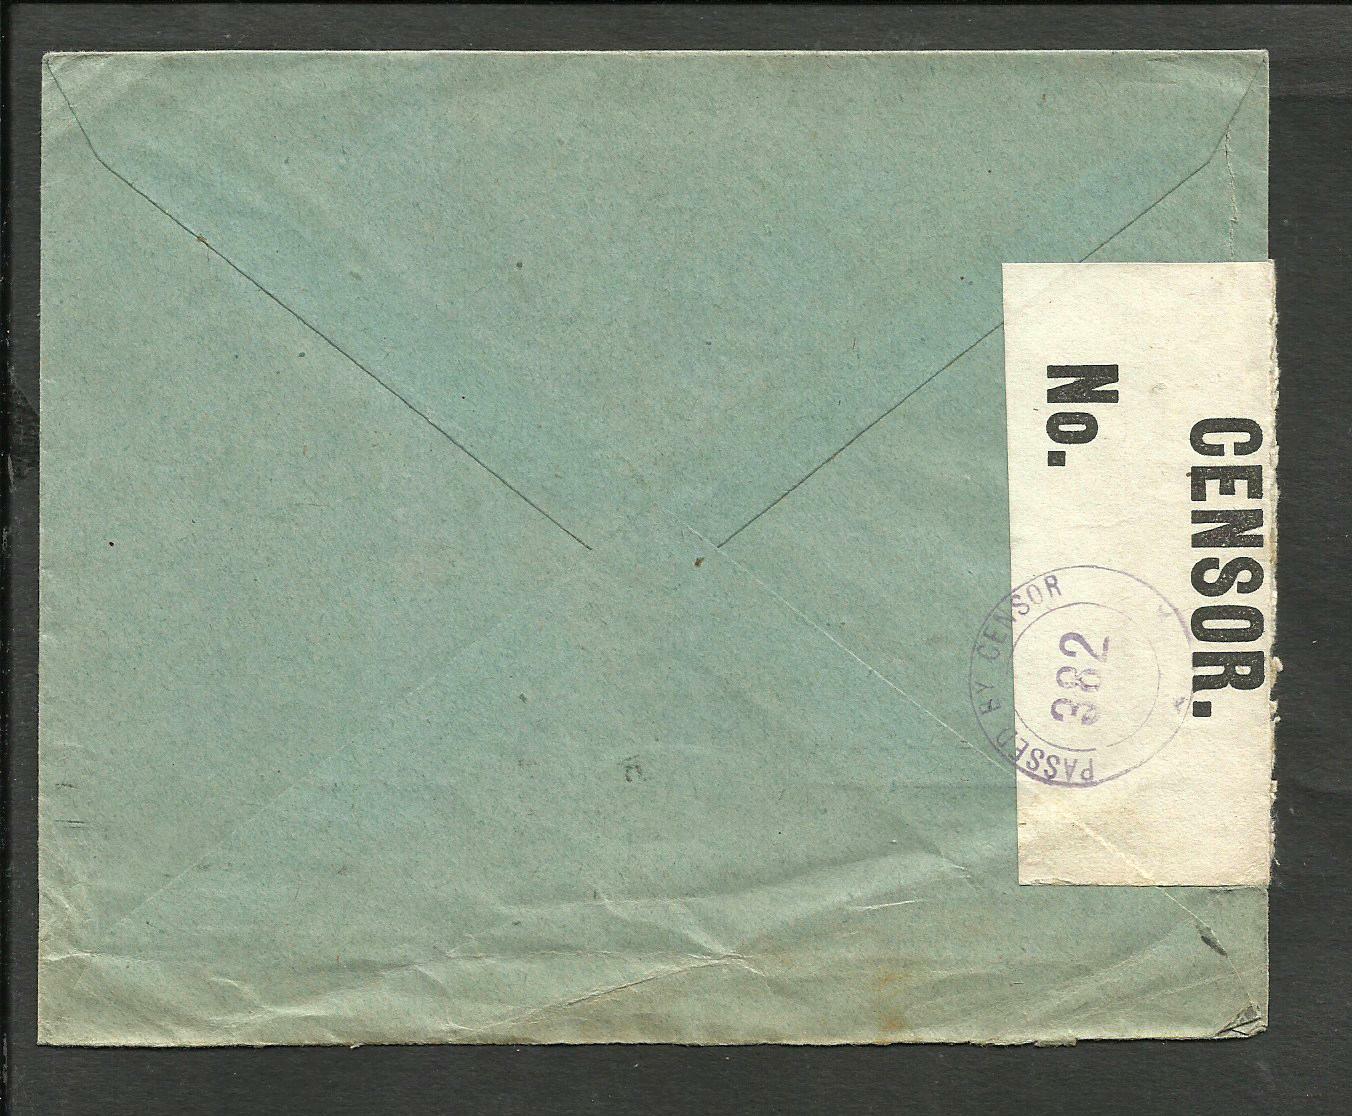 CENSOR.
No.
PASSED BY CENSOR
382